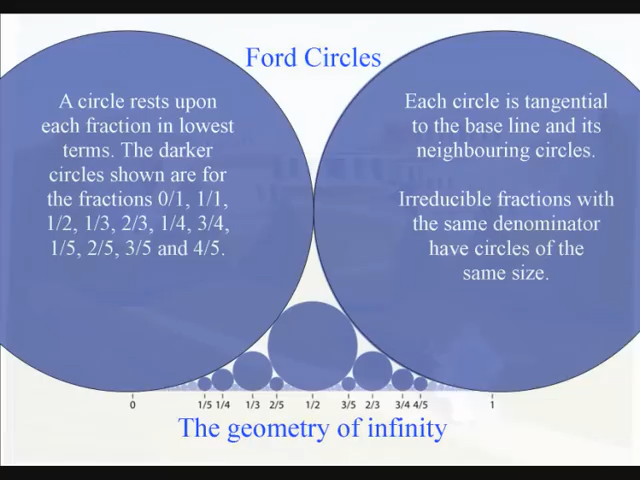 Ford Circles
A circle rests upon
each fraction in lowest
terms. The darker
circles shown are for
the fractions 0/1, 1/1,
1/2, 1/3, 2/3, 1/4, 3/4,
1/5, 2/5, 3/5 and 4/5.
Each circle is tangential
to the base line and its
neighbouring circles.
Irreducible fractions with
the same denominator
have circles of the
same size.
0 1/5 1/4 1/3 2/5 1/2 3/5 2/3 3/4 4/5 1
The geometry of infinity